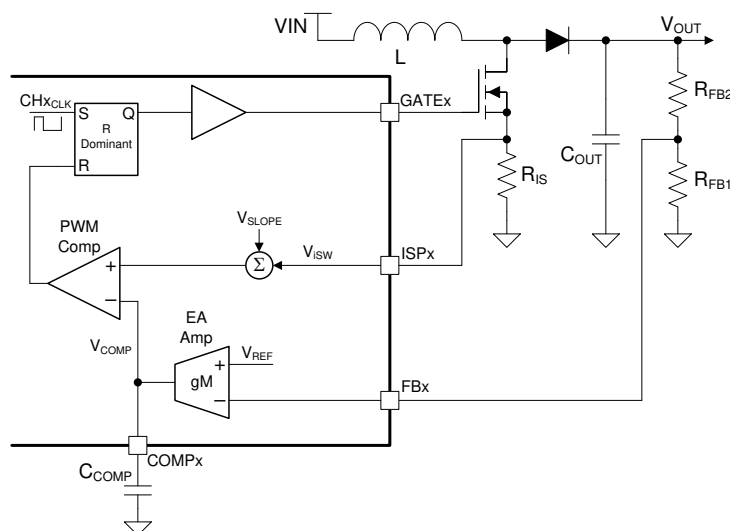 VIN
L
VOUT
CHxCLK
S
Q
R
Dominant
R
GATEx
RFB2
COUT
RIS
RFB1
PWM
Comp
VSLOPE
+
Σ
VISW
ISPx
−
VCOMP
EA
Amp
+
VREF
gM
−
FBx
COMPx
CCOMP